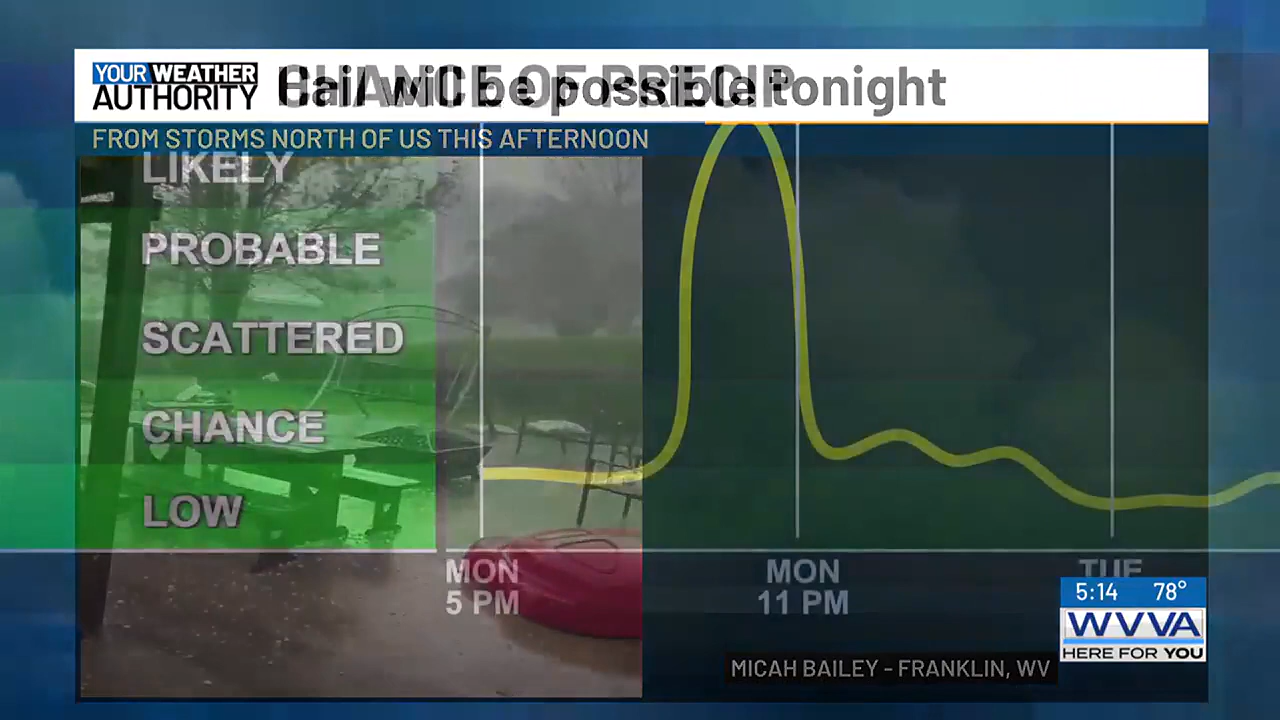 YOUR WEATHER
AUTHORITY
CHANCE OF PRECIP
Hail will be possible tonight
FROM STORMS NORTH OF US THIS AFTERNOON
LIKELY
PROBABLE
SCATTERED
CHANCE
LOW
MON
5 PM
MON
11 PM
TUE
5:14 78°
WVVA
HERE FOR YOU
MICAH BAILEY - FRANKLIN, WV